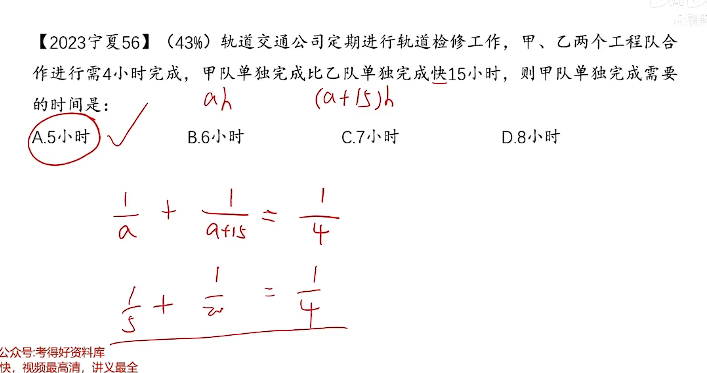 【2023宁夏56】（43%）轨道交通公司定期进行轨道检修工作，甲、乙两个工程队合
作进行需4小时完成，甲队单独完成比乙队单独完成快15小时，则甲队单独完成需要
的时间是：
ah (a+15)h
A.5小时 B.6小时 C.7小时 D.8小时
1/a + 1/(a+15) = 1/4
1/5 + 1/20 = 1/4
公众号:考得好资料库
快，视频最高清，讲义最全